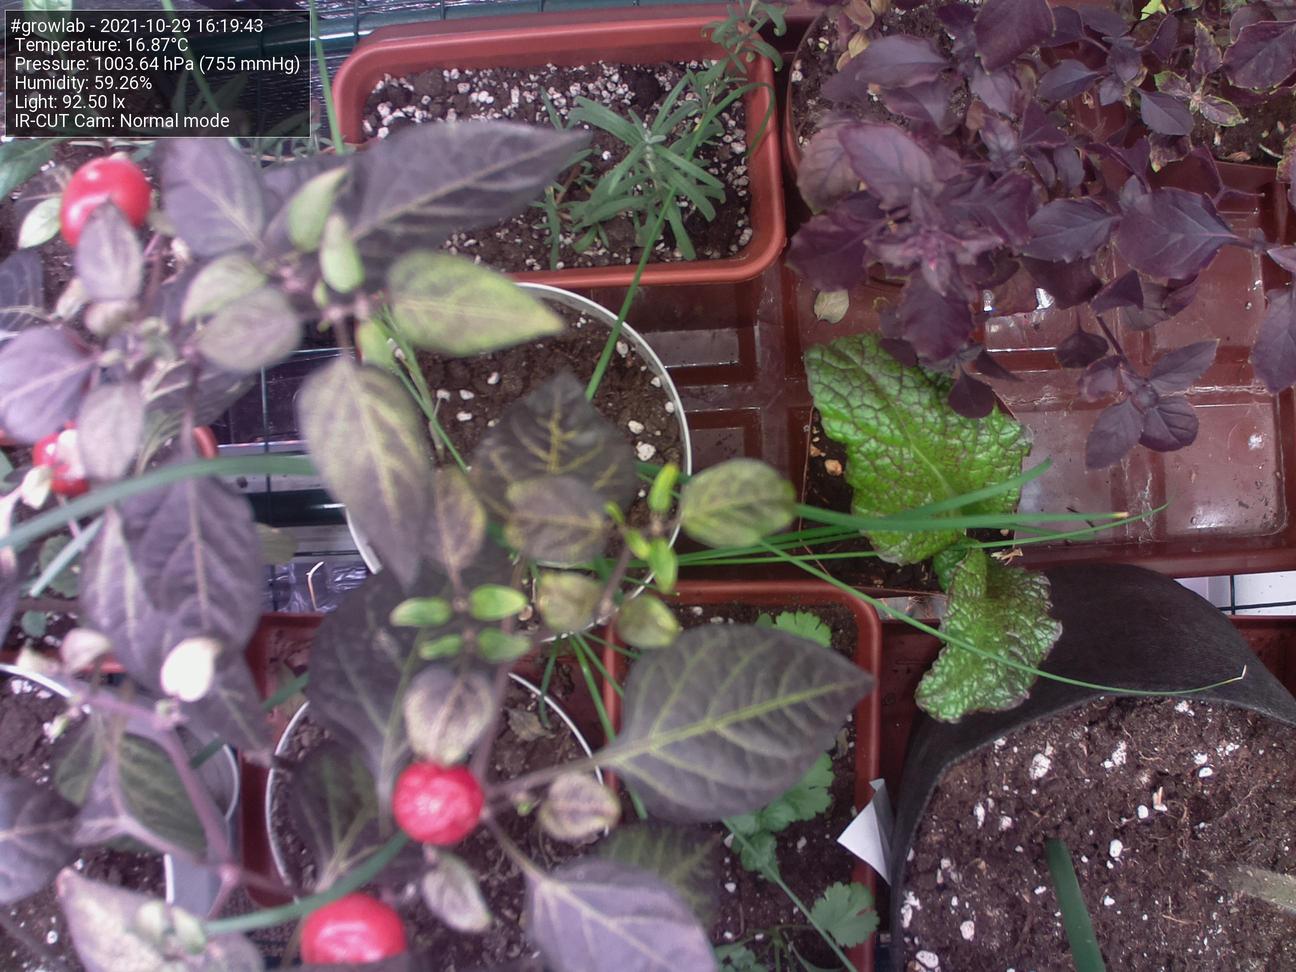 #growlab - 2021-10-29 16:19:43
Temperature: 16.87°C
Pressure: 1003.64 hPa (755 mmHg)
Humidity: 59.26%
Light: 92.50 lx
IR-CUT Cam: Normal mode